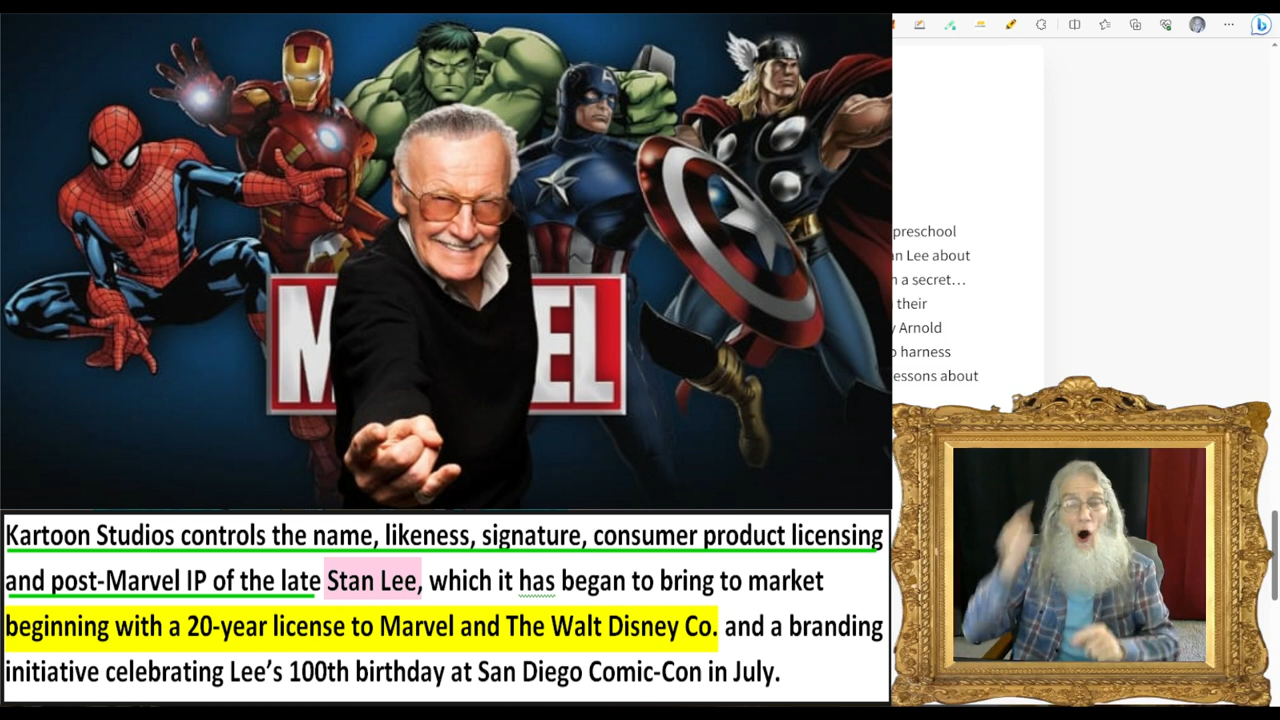 MARVEL
preschool
an Lee about
n a secret…
their
y Arnold
o harness
essons about
Kartoon Studios controls the name, likeness, signature, consumer product licensing
and post-Marvel IP of the late Stan Lee, which it has began to bring to market
beginning with a 20-year license to Marvel and The Walt Disney Co. and a branding
initiative celebrating Lee’s 100th birthday at San Diego Comic-Con in July.